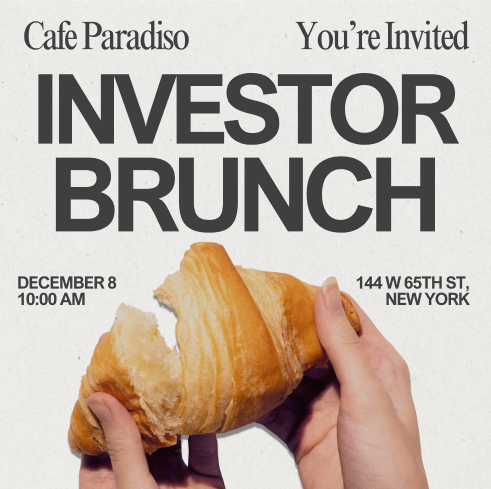 Cafe Paradiso
You're Invited
INVESTOR
BRUNCH
DECEMBER 8
10:00 AM
144 W 65TH ST,
NEW YORK